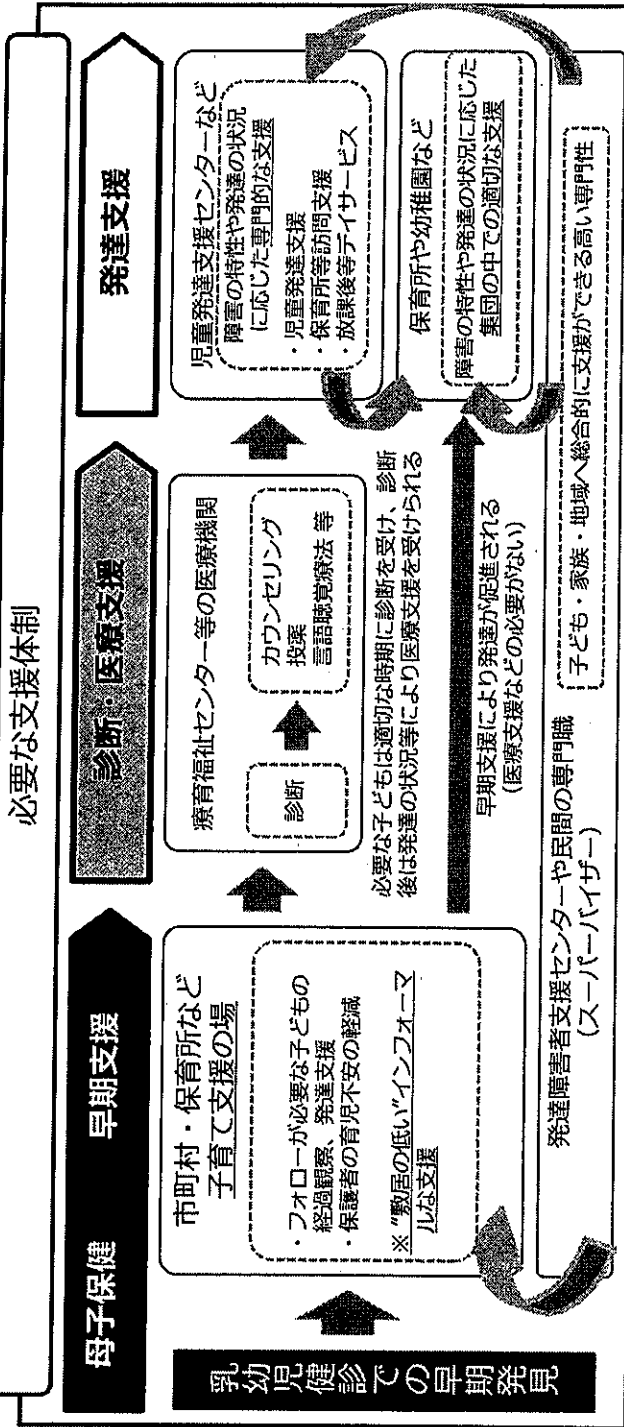 必要な支援体制
母子保健
早期支援
診断・医療支援
発達支援
乳幼児健診での早期発見
市町村・保育所など
子育て支援の場
・フォローが必要な子どもの
経過観察、発達支援
・保護者の育児不安の軽減
※ "敷居の低い"インフォーマ
ルな支援
療育福祉センター等の医療機関
診断
カウンセリング
投薬
言語聴覚療法 等
必要な子どもは適切な時期に診断を受け、診断
後は発達の状況等により医療支援を受けられる
早期支援により発達が促進される
(医療支援などの必要がない)
児童発達支援センターなど
障害の特性や発達の状況
に応じた専門的な支援
・児童発達支援
・保育所等訪問支援
・放課後等デイサービス
保育所や幼稚園など
障害の特性や発達の状況に応じた
集団の中での適切な支援
発達障害者支援センターや民間の専門職
(スーパーバイザー)
子ども・家族・地域へ総合的に支援ができる高い専門性